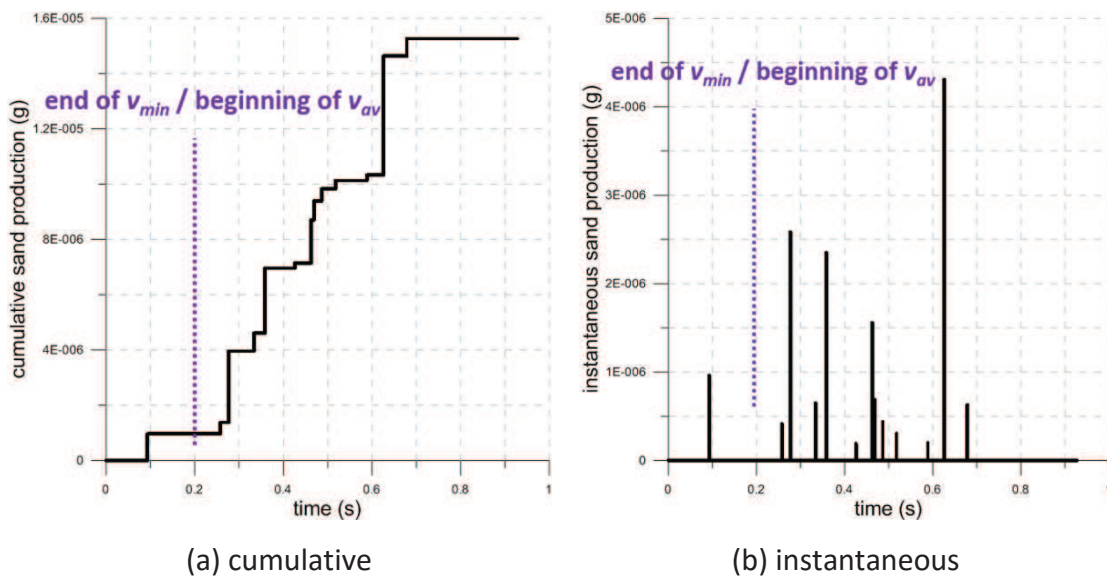 1.6E-005
1.2E-005
8E-006
4E-006
0
cumulative sand production (g)
end of vmin / beginning of vav
0 0.2 0.4 0.6 0.8 1
time (s)
(a) cumulative
5E-006
4E-006
3E-006
2E-006
1E-006
0
instantaneous sand production (g)
end of vmin / beginning of vav
0 0.2 0.4 0.6 0.8 1
time (s)
(b) instantaneous